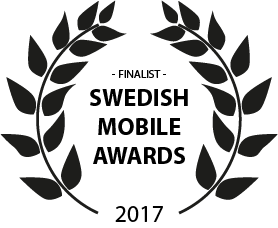 - FINALIST -
SWEDISH
MOBILE
AWARDS
2017